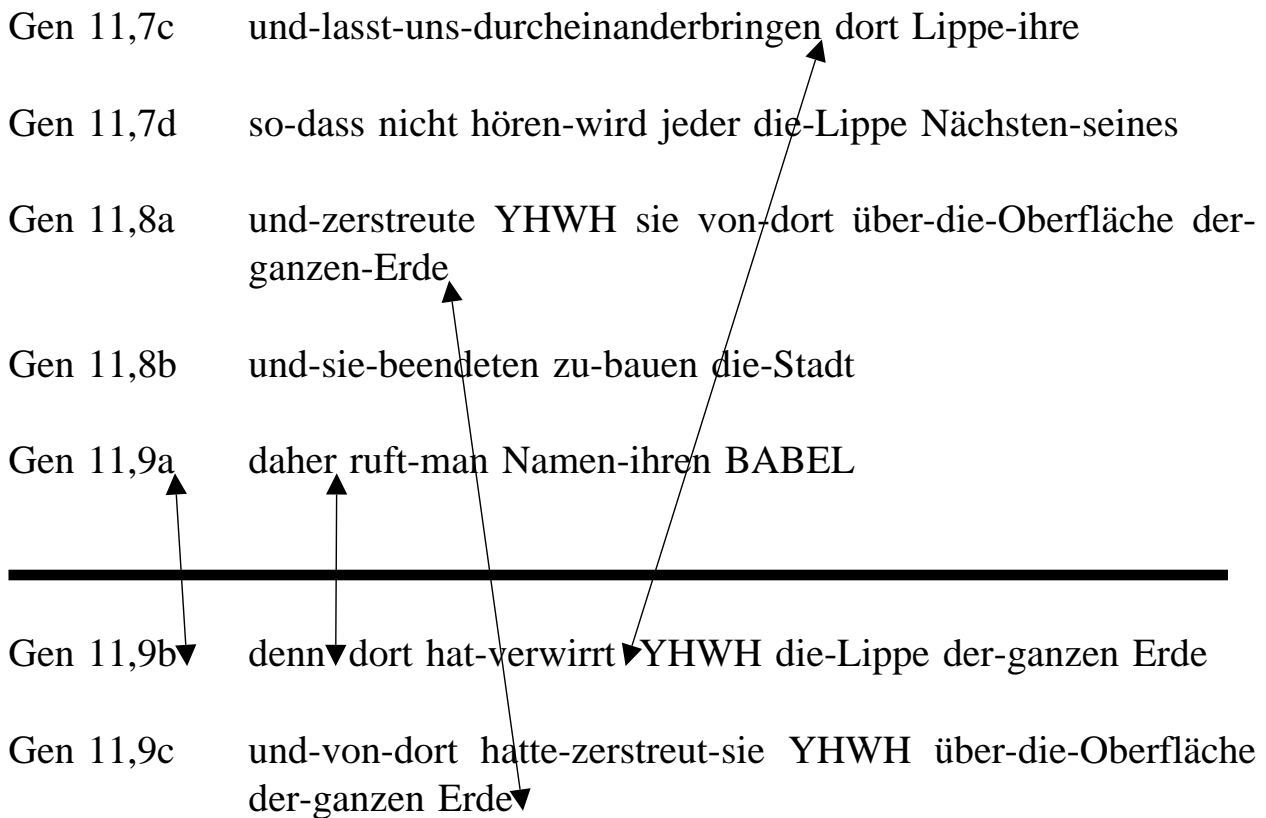 Gen 11,7c und-lasst-uns-durcheinanderbringen dort Lippe-ihre
Gen 11,7d so-dass nicht hören-wird jeder die-Lippe Nächsten-seines
Gen 11,8a und-zerstreute YHWH sie von-dort über-die-Oberfläche der-
ganzen-Erde
Gen 11,8b und-sie-beendeten zu-bauen die-Stadt
Gen 11,9a daher ruft-man Namen-ihren BABEL
Gen 11,9b denn dort hat-verwirrt YHWH die-Lippe der-ganzen Erde
Gen 11,9c und-von-dort hatte-zerstreut-sie YHWH über-die-Oberfläche
der-ganzen Erde